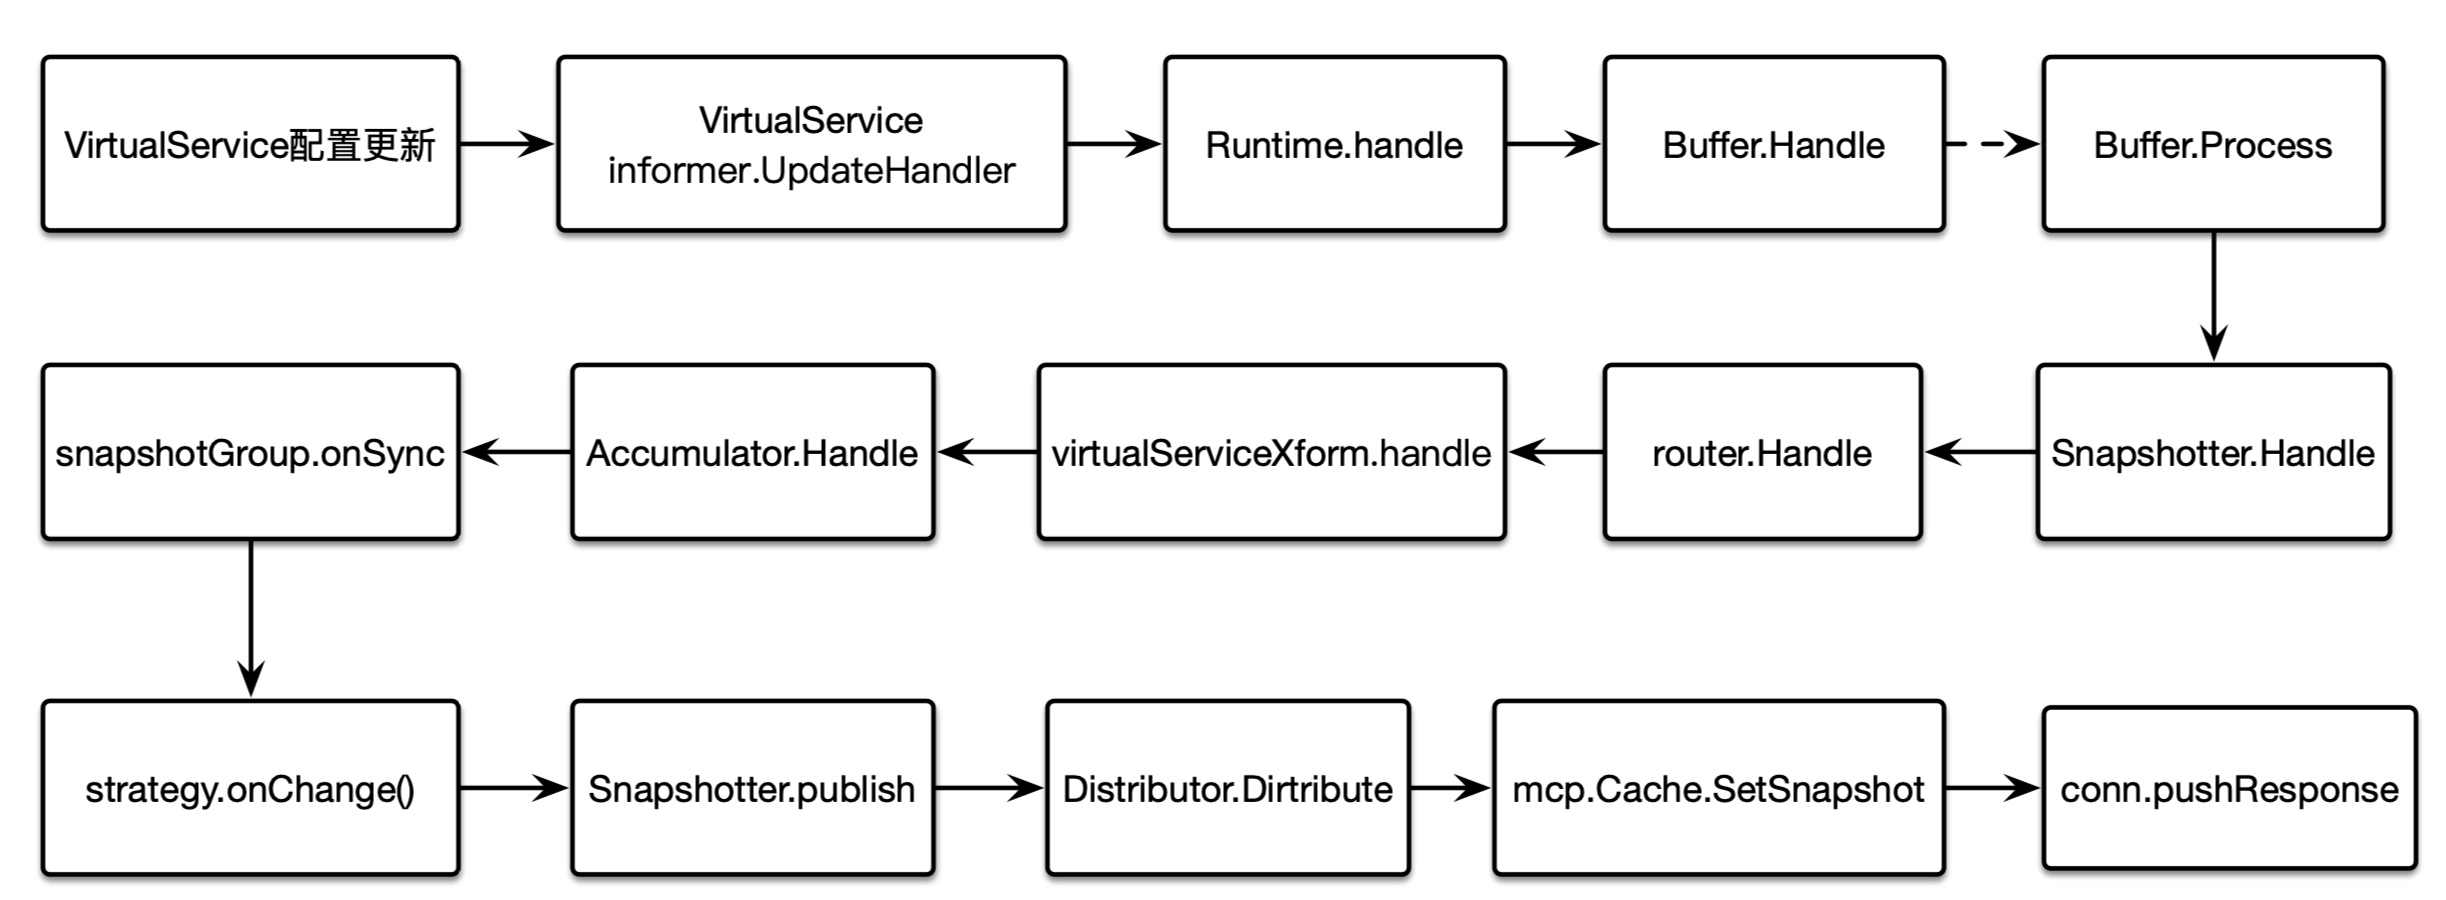 VirtualService配置更新
VirtualService
informer.UpdateHandler
Runtime.handle
Buffer.Handle
Buffer.Process
snapshotGroup.onSync
Accumulator.Handle
virtualServiceXform.handle
router.Handle
Snapshotter.Handle
strategy.onChange()
Snapshotter.publish
Distributor.Dirtribute
mcp.Cache.SetSnapshot
conn.pushResponse